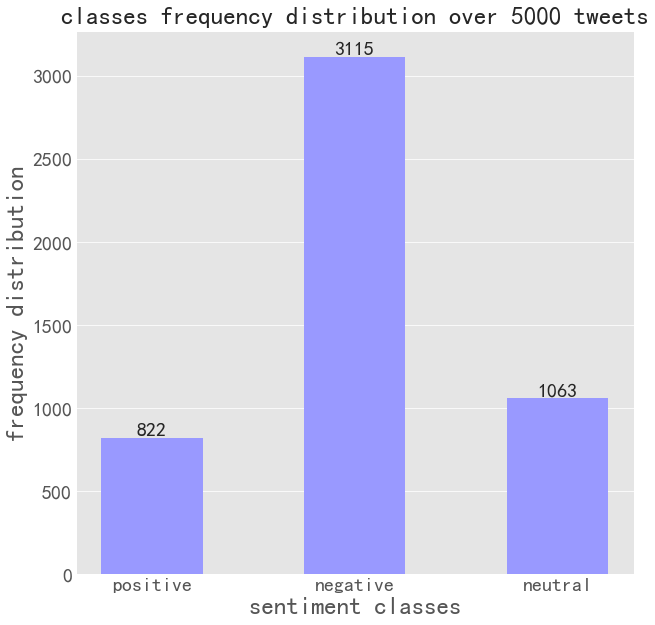 classes frequency distribution over 5000 tweets
3115
3000
2500
2000
1500
1063
1000
822
500
0
frequency distribution
positive negative neutral
sentiment classes